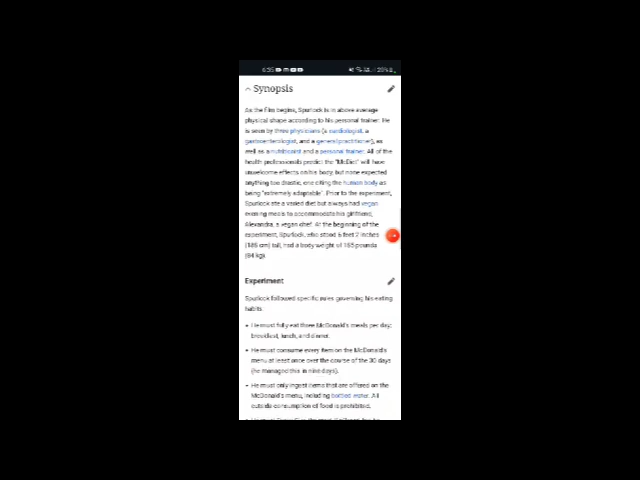 6:35
Synopsis
As the film begins, Spurlock is in above average
physical shape according to his personal trainer. He
is seen by three physicians (a cardiologist, a
gastroenterologist, and a general practitioner), as
well as a nutritionist and a personal trainer. All of the
health professionals predict the "McDiet" will have
unwelcome effects on his body, but none expected
anything too drastic, one citing the human body as
being "extremely adaptable". Prior to the experiment,
Spurlock ate a varied diet but always had vegan
evening meals to accommodate his girlfriend,
Alexandra, a vegan chef. At the beginning of the
experiment, Spurlock, who stood 6 feet 2 inches
(188 cm) tall, had a body weight of 185 pounds
(84 kg).
Experiment
Spurlock followed specific rules governing his eating
habits:
• He must fully eat three McDonald's meals per day:
breakfast, lunch, and dinner.
• He must consume every item on the McDonald's
menu at least once over the course of the 30 days
(he managed this in nine days).
• He must only ingest items that are offered on the
McDonald's menu, including bottled water. All
outside consumption of food is prohibited.